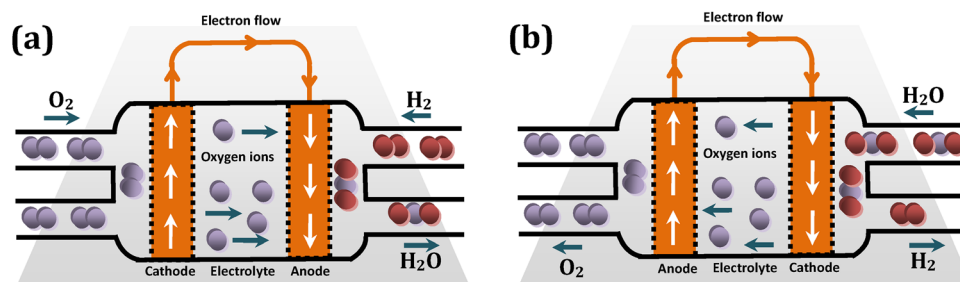 (a)
Electron flow
O₂
H₂
Oxygen ions
H₂O
Cathode Electrolyte Anode
(b)
Electron flow
H₂O
Oxygen ions
O₂
H₂
Anode Electrolyte Cathode